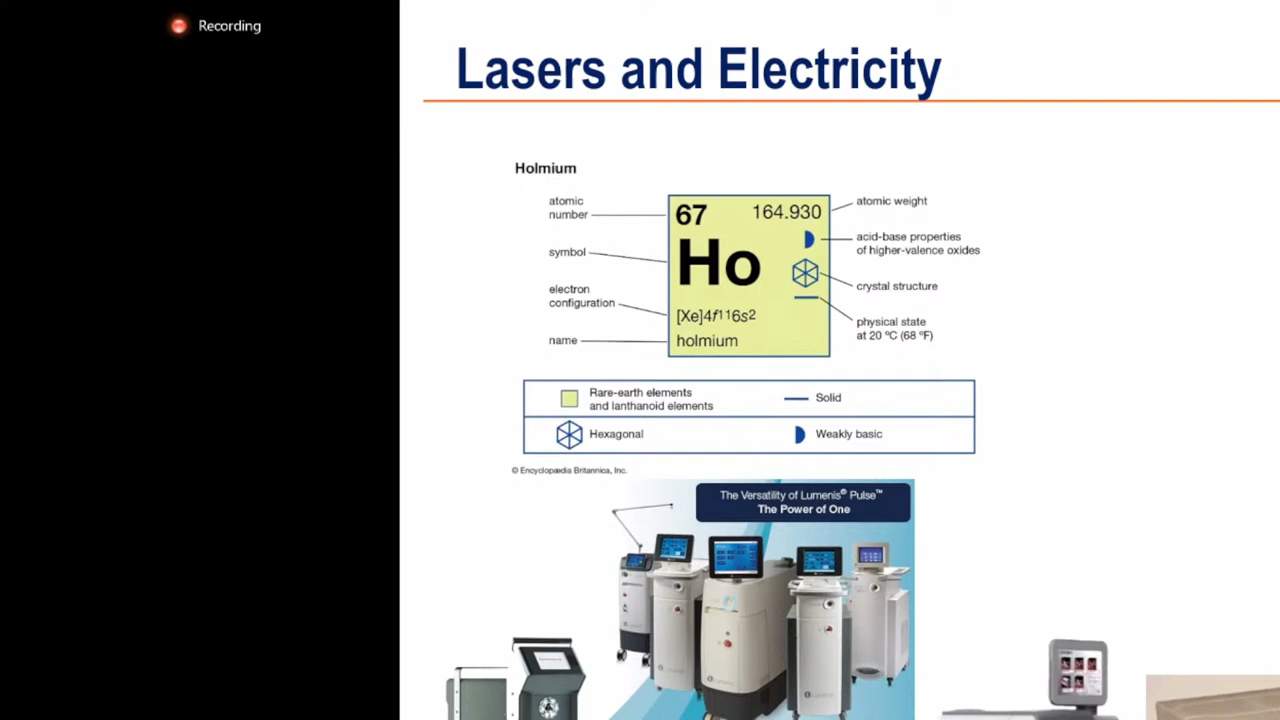 Recording
Lasers and Electricity
Holmium
atomic
number
symbol
electron
configuration
name
67
164.930
Ho
[Xe]4f¹¹6s²
holmium
atomic weight
acid-base properties
of higher-valence oxides
crystal structure
physical state
at 20 ºC (68 ºF)
Rare-earth elements
and lanthanoid elements
Solid
Hexagonal
Weakly basic
© Encyclopædia Britannica, Inc.
The Versatility of Lumenis® Pulse™
The Power of One